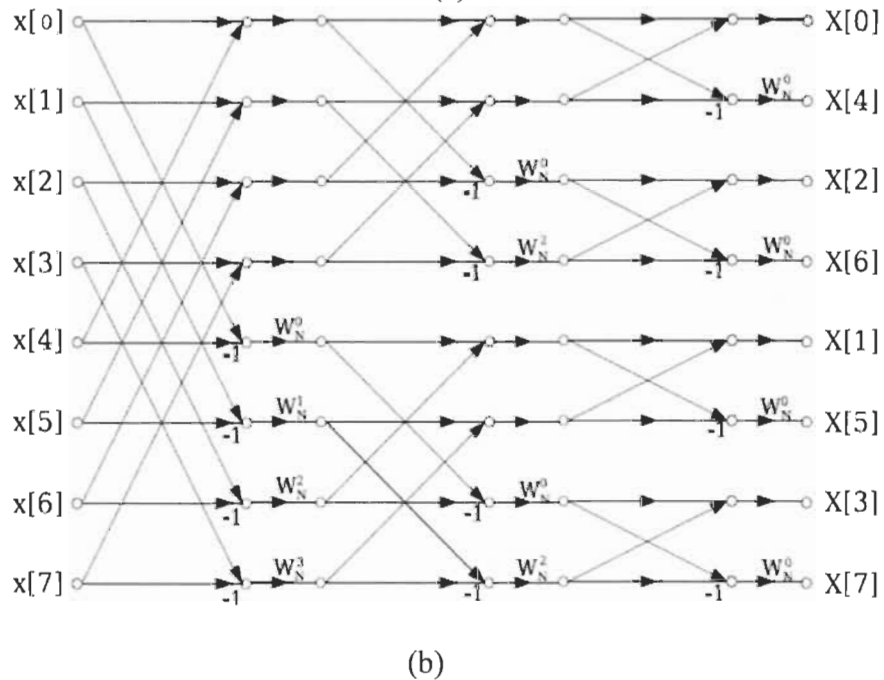 x[0] X[0]
W_N^0
x[1] -1 X[4]
x[2] W_N^0 X[2]
-1
x[3] W_N^2 W_N^0 X[6]
-1 -1
x[4] W_N^0 X[1]
-1
x[5] W_N^1 W_N^0 X[5]
-1 -1
x[6] W_N^2 W_N^0 X[3]
-1 -1
x[7] W_N^3 W_N^2 W_N^0 X[7]
-1 -1 -1
(b)